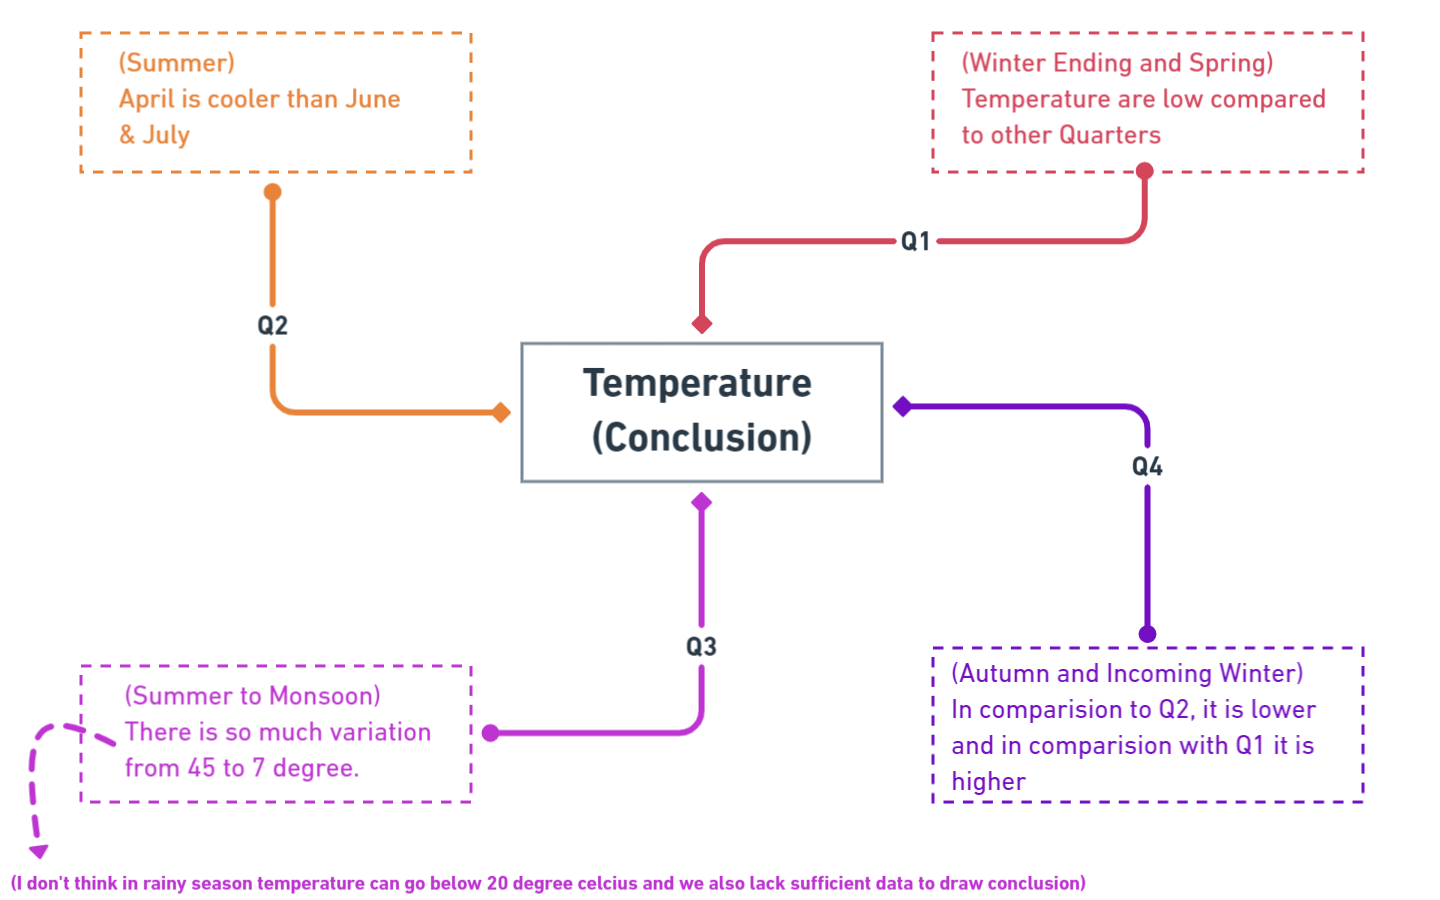 (Summer)
April is cooler than June
& July
(Winter Ending and Spring)
Temperature are low compared
to other Quarters
Q1
Q2
Temperature
(Conclusion)
Q4
Q3
(Summer to Monsoon)
There is so much variation
from 45 to 7 degree.
(Autumn and Incoming Winter)
In comparision to Q2, it is lower
and in comparision with Q1 it is
higher
(I don't think in rainy season temperature can go below 20 degree celcius and we also lack sufficient data to draw conclusion)